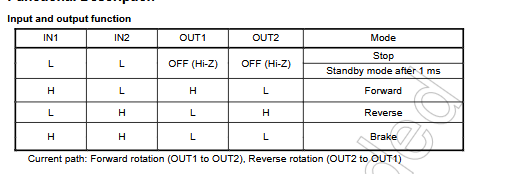 Input and output function
IN1 IN2 OUT1 OUT2 Mode
L L OFF (Hi-Z) OFF (Hi-Z) Stop
Standby mode after 1 ms
H L H L Forward
L H L H Reverse
H H L L Brake
Current path: Forward rotation (OUT1 to OUT2), Reverse rotation (OUT2 to OUT1)